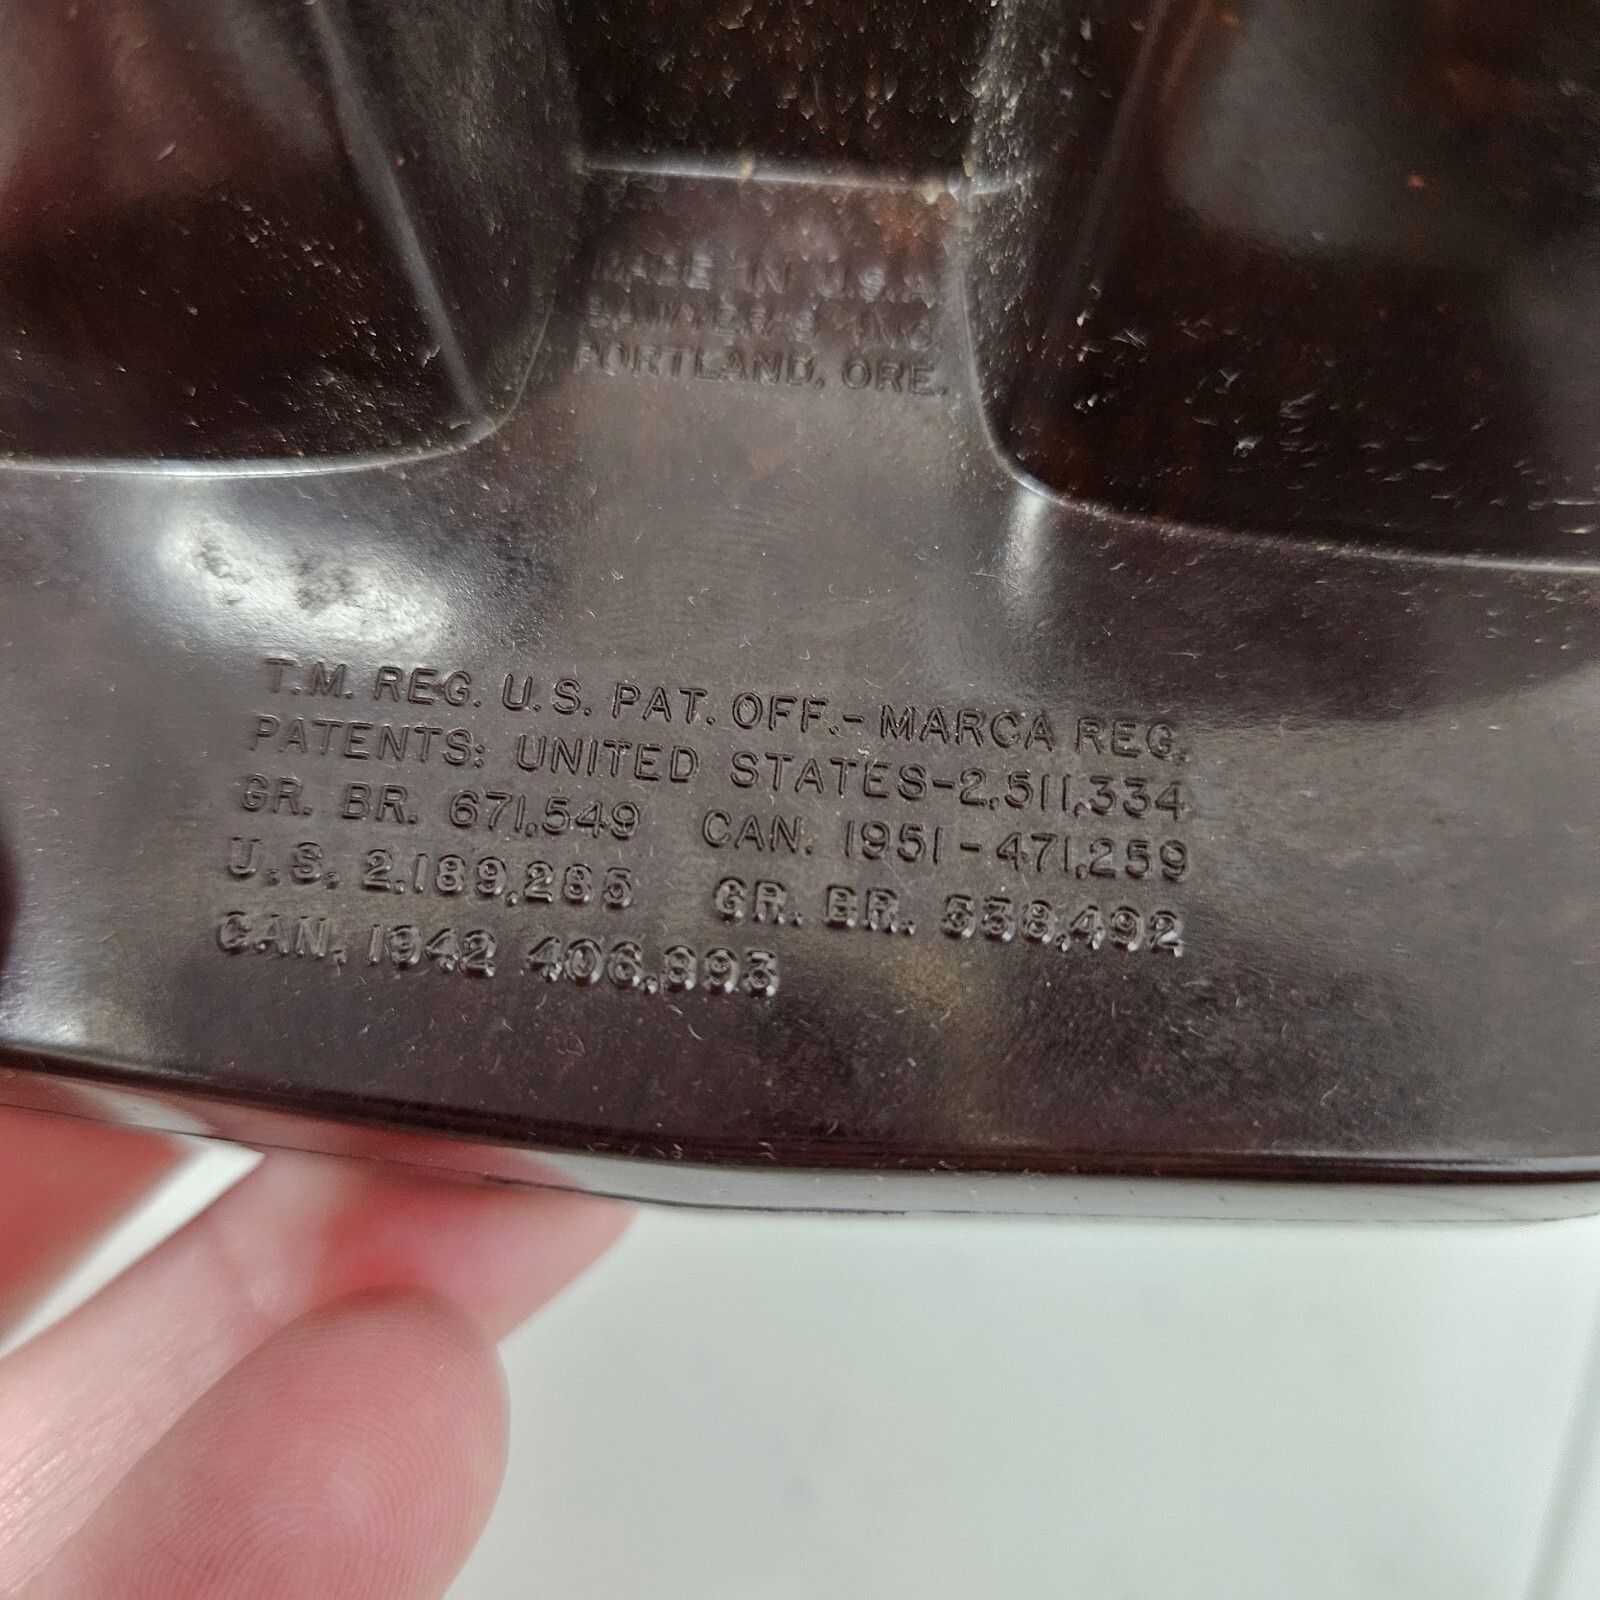 MADE IN U.S.A.
SAWYER'S INC.
PORTLAND, ORE.
T.M. REG. U.S. PAT. OFF.- MARCA REG.
PATENTS: UNITED STATES-2,511,334
GR. BR. 671,549 CAN. 1951-471,259
U.S. 2,189,285 GR. BR. 538,492
CAN. 1942 406,893